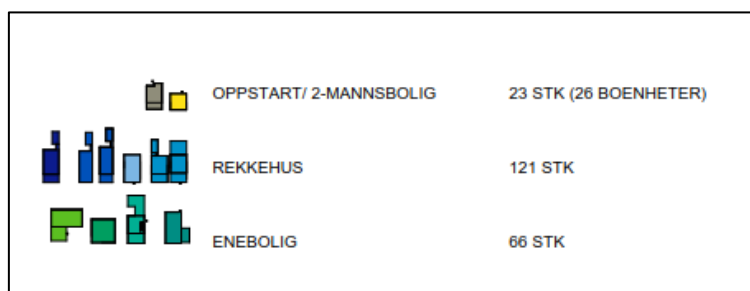 OPPSTART/ 2-MANNSBOLIG 23 STK (26 BOENHETER)
REKKEHUS 121 STK
ENEBOLIG 66 STK